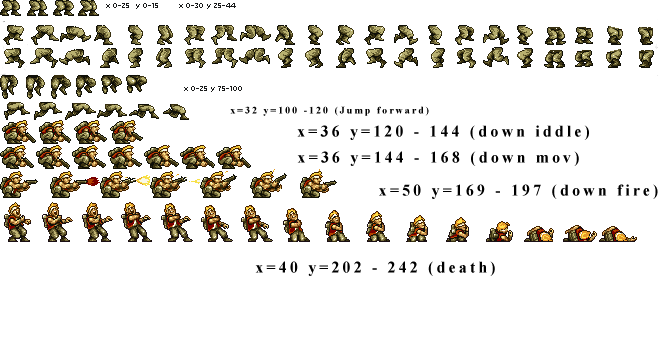 x 0-25 y 0-15 x 0-30 y 25-44
x 0-25 y 75-100
x=32 y=100 -120 (Jump forward)
x=36 y=120 - 144 (down iddle)
x=36 y=144 - 168 (down mov)
x=50 y=169 - 197 (down fire)
x=40 y=202 - 242 (death)